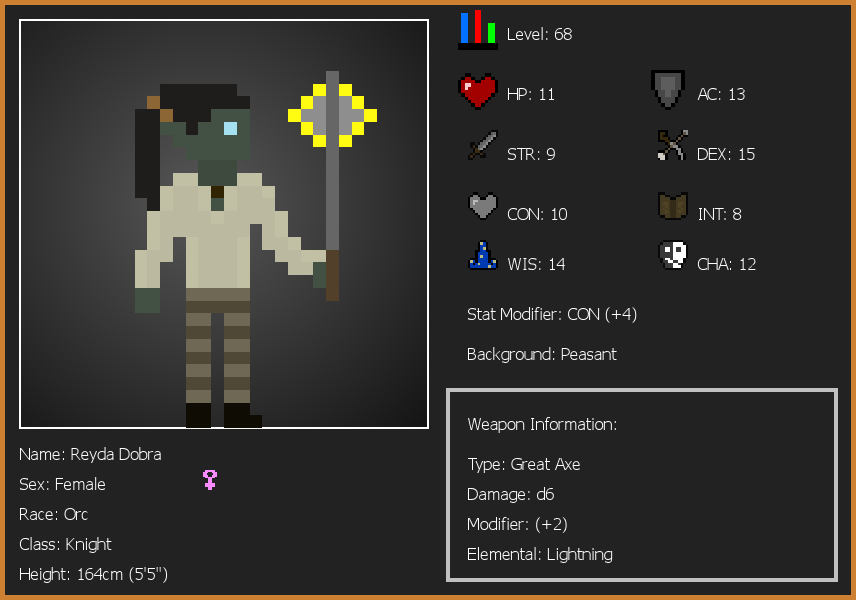 Level: 68
HP: 11
AC: 13
STR: 9
DEX: 15
CON: 10
INT: 8
WIS: 14
CHA: 12
Stat Modifier: CON (+4)
Background: Peasant
Weapon Information:
Type: Great Axe
Damage: d6
Modifier: (+2)
Elemental: Lightning
Name: Reyda Dobra
Sex: Female
Race: Orc
Class: Knight
Height: 164cm (5'5")